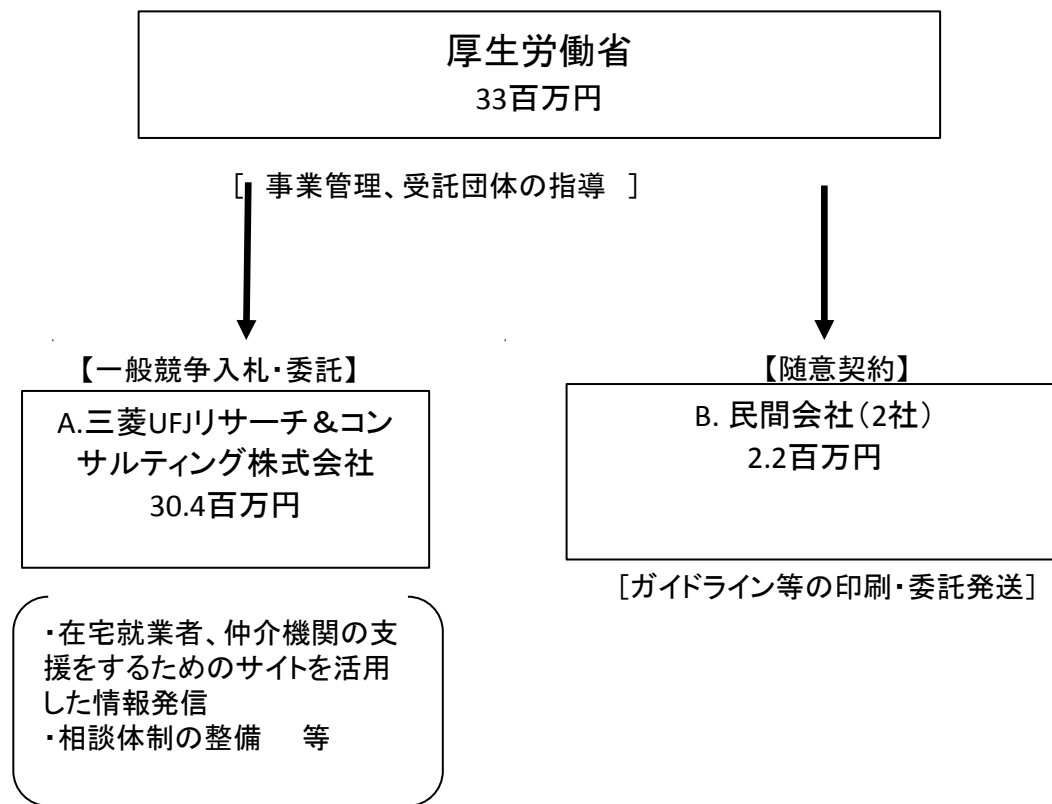 厚生労働省
33百万円
[ 事業管理、受託団体の指導 ]
【一般競争入札・委託】
A.三菱UFJリサーチ＆コン
サルティング株式会社
30.4百万円
・在宅就業者、仲介機関の支
援をするためのサイトを活用
した情報発信
・相談体制の整備　等
【随意契約】
B. 民間会社（2社）
2.2百万円
[ガイドライン等の印刷・委託発送]